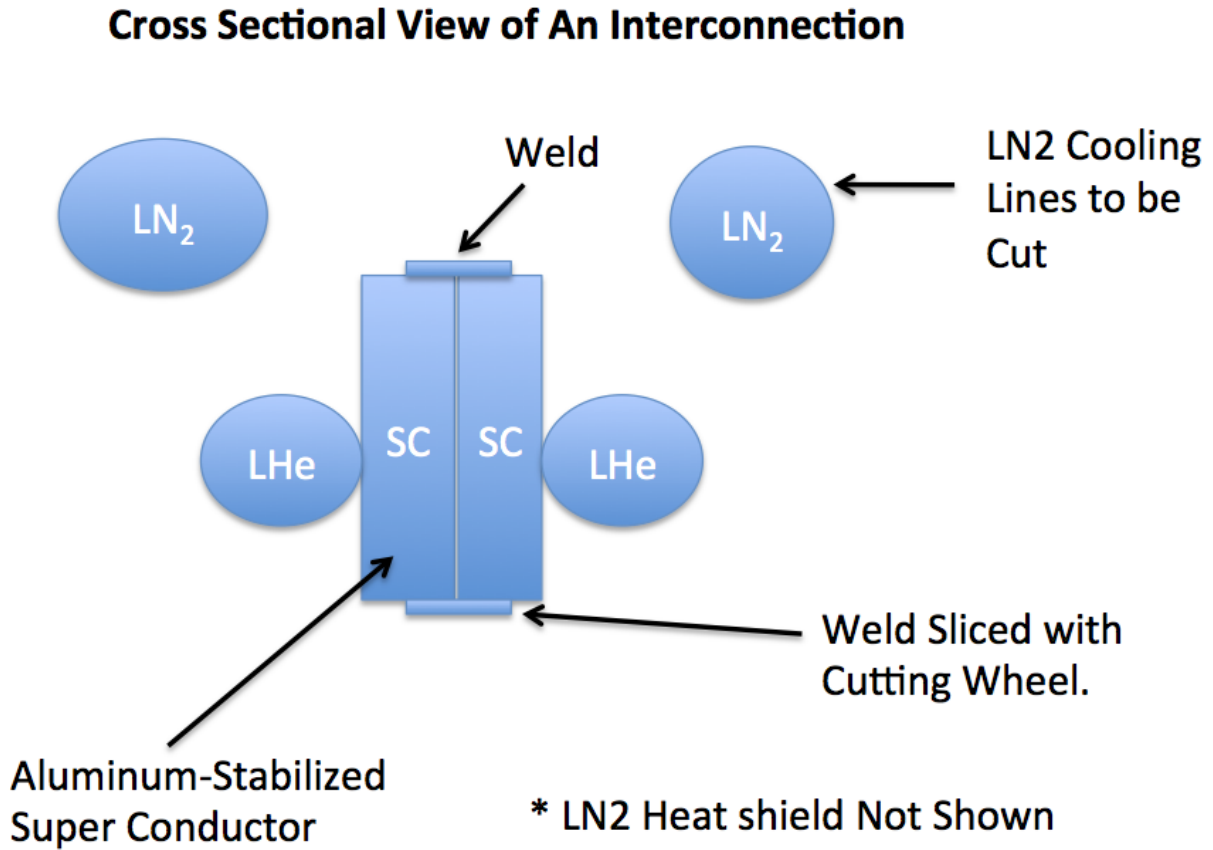 Cross Sectional View of An Interconnection
Weld
LN2 Cooling
Lines to be
Cut
LN₂
LN₂
SC
SC
LHe
LHe
Weld Sliced with
Cutting Wheel.
Aluminum-Stabilized
Super Conductor
* LN2 Heat shield Not Shown